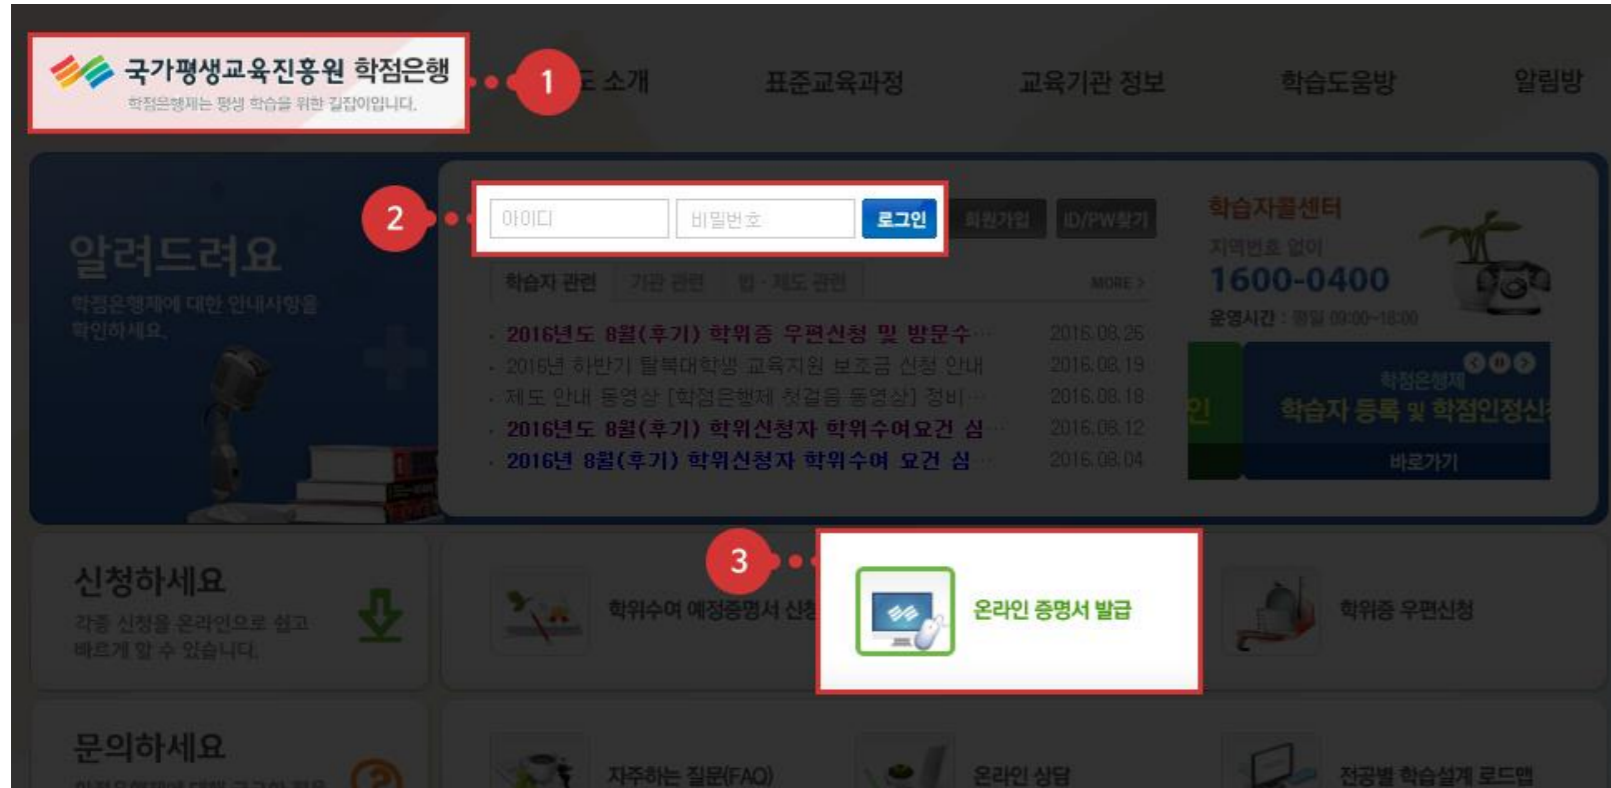 국가평생교육진흥원 학점은행
학점은행제는 평생 학습을 위한 길잡이입니다.
1
도 소개
표준교육과정
교육기관 정보
학습도움방
알림방
2
아이디
비밀번호
로그인
회원가입
ID/PW찾기
알려드려요
학점은행제에 대한 안내사항을
확인하세요.
학습자 관련
기관 관련
법·제도 관련
MORE >
· 2016년도 8월(후기) 학위증 우편신청 및 방문수… 2016.08.26
· 2016년 하반기 탈북대학생 교육지원 보조금 신청 안내 2016.08.19
· 제도 안내 동영상 [학점은행제 첫걸음 동영상] 정비… 2016.08.18
· 2016년도 8월(후기) 학위신청자 학위수여요건 심… 2016.08.12
· 2016년 8월(후기) 학위신청자 학위수여 요건 심… 2016.08.04
학습자콜센터
지역번호 없이
1600-0400
운영시간 : 평일 09:00~18:00
인
학점은행제
학습자 등록 및 학점인정신청
바로가기
신청하세요
각종 신청을 온라인으로 쉽고
빠르게 할 수 있습니다.
학위수여 예정증명서 신청
3
온라인 증명서 발급
학위증 우편신청
문의하세요
자주하는 질문(FAQ)
온라인 상담
전공별 학습설계 로드맵